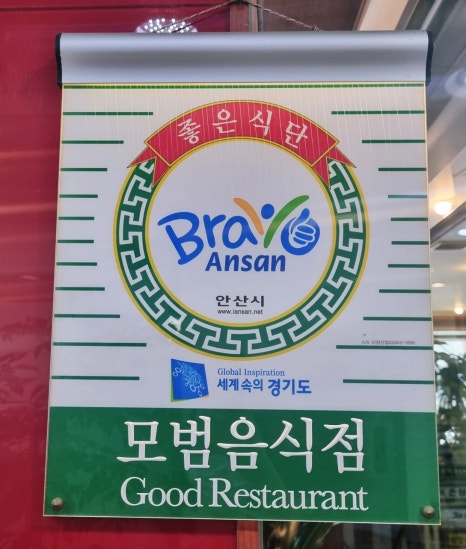 좋은식단
Bravo
Ansan
안산시
www.iansan.net
Global Inspiration
세계 속의 경기도
모범음식점
Good Restaurant